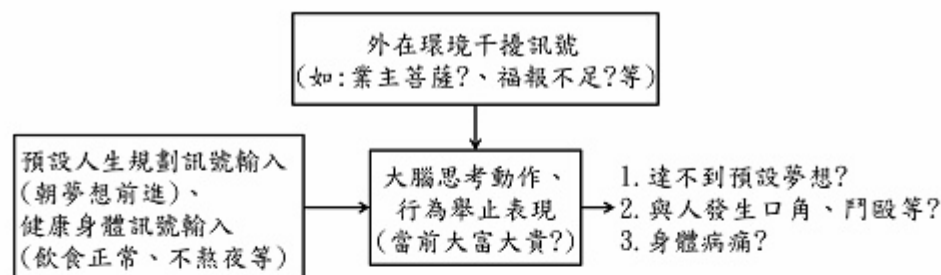 外在環境干擾訊號
(如:業主菩薩?、福報不足?等)
預設人生規劃訊號輸入
(朝夢想前進)、
健康身體訊號輸入
(飲食正常、不熬夜等)
大腦思考動作、
行為舉止表現
(當前大富大貴?)
1. 達不到預設夢想?
2. 與人發生口角、鬥毆等?
3. 身體病痛?